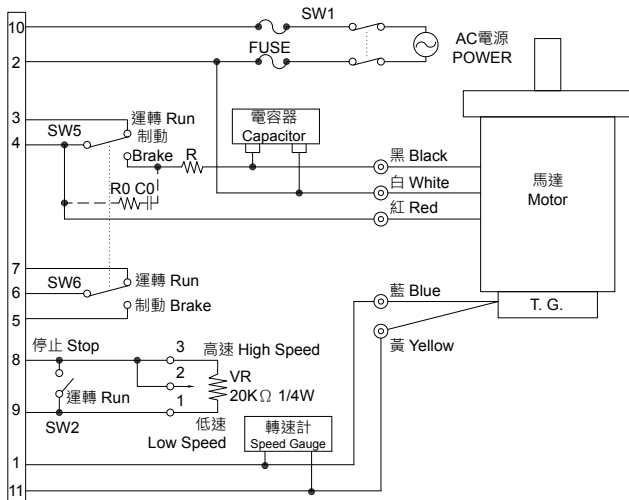 10
SW1
FUSE
AC電源
POWER
2
3
運轉 Run
SW5
制動
4
Brake
R
R0 C0
電容器
Capacitor
黑 Black
白 White
紅 Red
馬達
Motor
7
運轉 Run
SW6
6
制動 Brake
5
藍 Blue
T. G.
黃 Yellow
停止 Stop
3
高速 High Speed
8
2
VR
20KΩ 1/4W
運轉 Run
1
9
低速
Low Speed
SW2
轉速計
Speed Gauge
1
11